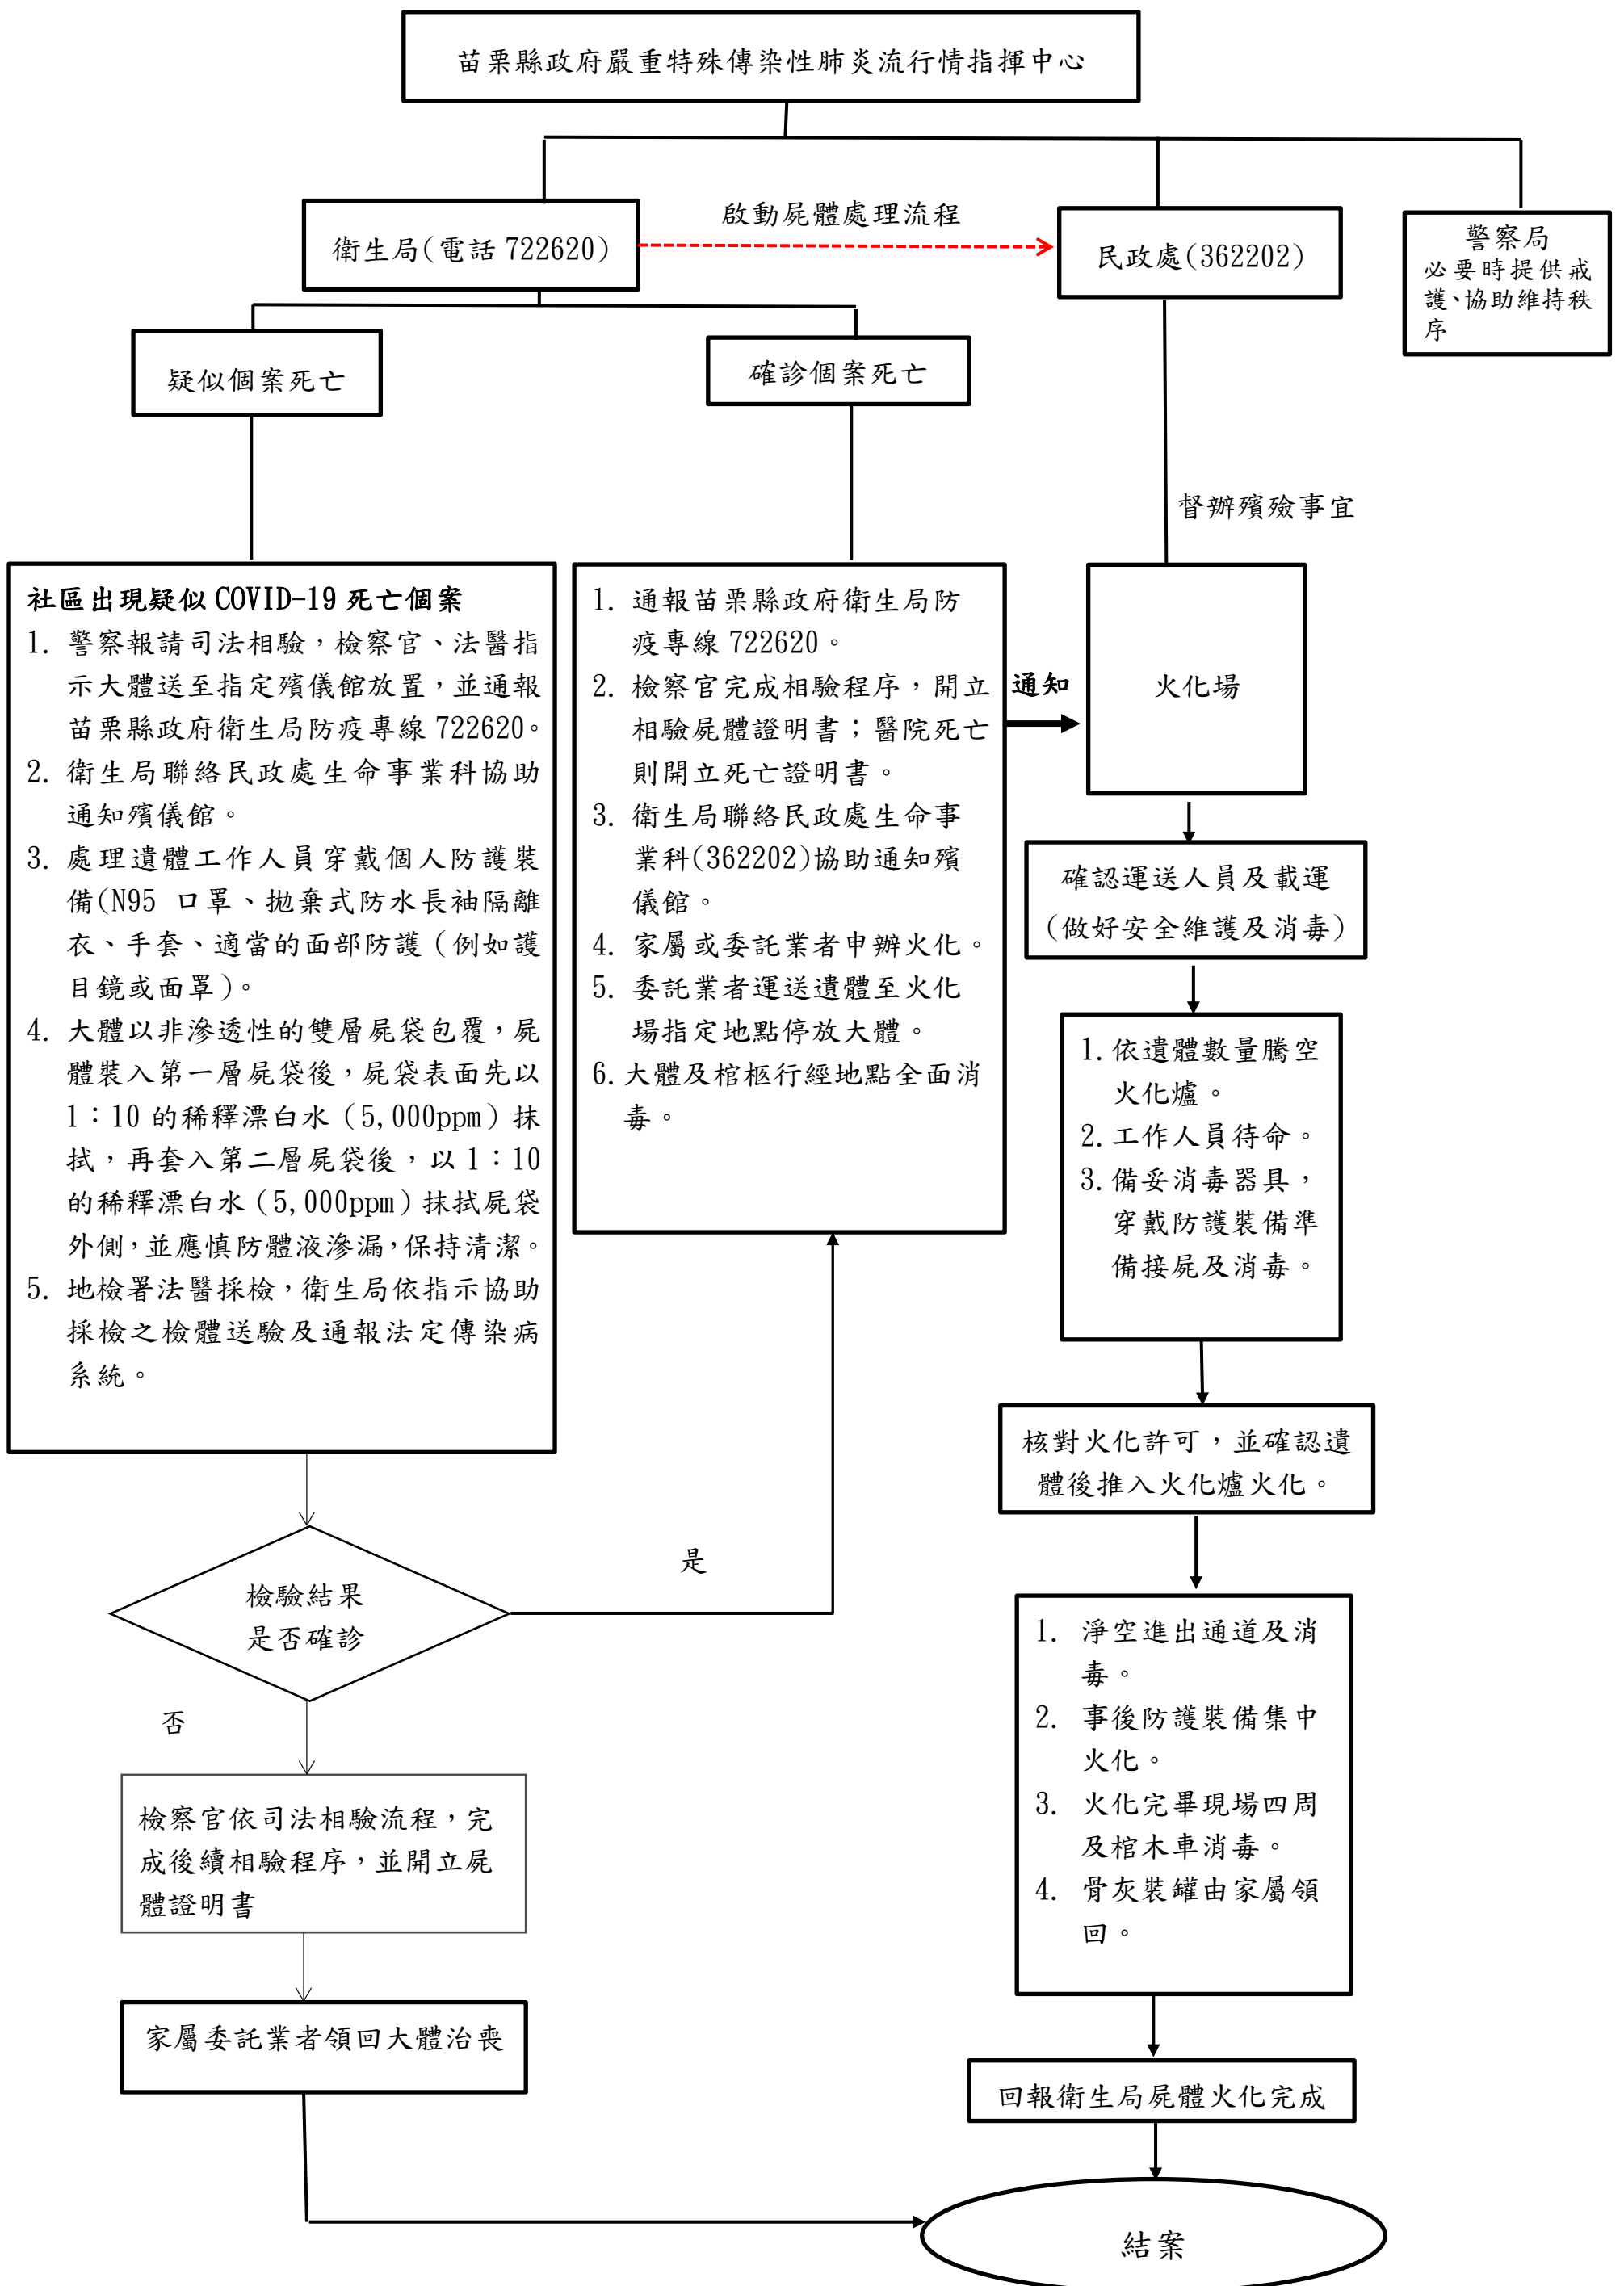 苗栗縣政府嚴重特殊傳染性肺炎流行情指揮中心
衛生局(電話 722620)
啟動屍體處理流程
民政處(362202)
警察局
必要時提供戒
護、協助維持秩
序
疑似個案死亡
確診個案死亡
督辦殯殮事宜
社區出現疑似 COVID-19 死亡個案
1. 警察報請司法相驗，檢察官、法醫指
示大體送至指定殯儀館放置，並通報
苗栗縣政府衛生局防疫專線 722620。
2. 衛生局聯絡民政處生命事業科協助
通知殯儀館。
3. 處理遺體工作人員穿戴個人防護裝
備(N95 口罩、拋棄式防水長袖隔離
衣、手套、適當的面部防護（例如護
目鏡或面罩)。
4. 大體以非滲透性的雙層屍袋包覆，屍
體裝入第一層屍袋後，屍袋表面先以
1：10 的稀釋漂白水（5,000ppm）抹
拭，再套入第二層屍袋後，以 1：10
的稀釋漂白水（5,000ppm）抹拭屍袋
外側，並應慎防體液滲漏，保持清潔。
5. 地檢署法醫採檢，衛生局依指示協助
採檢之檢體送驗及通報法定傳染病
系統。
1. 通報苗栗縣政府衛生局防
疫專線 722620。
2. 檢察官完成相驗程序，開立
相驗屍體證明書；醫院死亡
則開立死亡證明書。
3. 衛生局聯絡民政處生命事
業科(362202)協助通知殯
儀館。
4. 家屬或委託業者申辦火化。
5. 委託業者運送遺體至火化
場指定地點停放大體。
6. 大體及棺柩行經地點全面消
毒。
通知
火化場
確認運送人員及載運
(做好安全維護及消毒)
1. 依遺體數量騰空
火化爐。
2. 工作人員待命。
3. 備妥消毒器具，
穿戴防護裝備準
備接屍及消毒。
核對火化許可，並確認遺
體後推入火化爐火化。
檢驗結果
是否確診
是
否
1. 淨空進出通道及消
毒。
2. 事後防護裝備集中
火化。
3. 火化完畢現場四周
及棺木車消毒。
4. 骨灰裝罐由家屬領
回。
檢察官依司法相驗流程，完
成後續相驗程序，並開立屍
體證明書
家屬委託業者領回大體治喪
回報衛生局屍體火化完成
結案